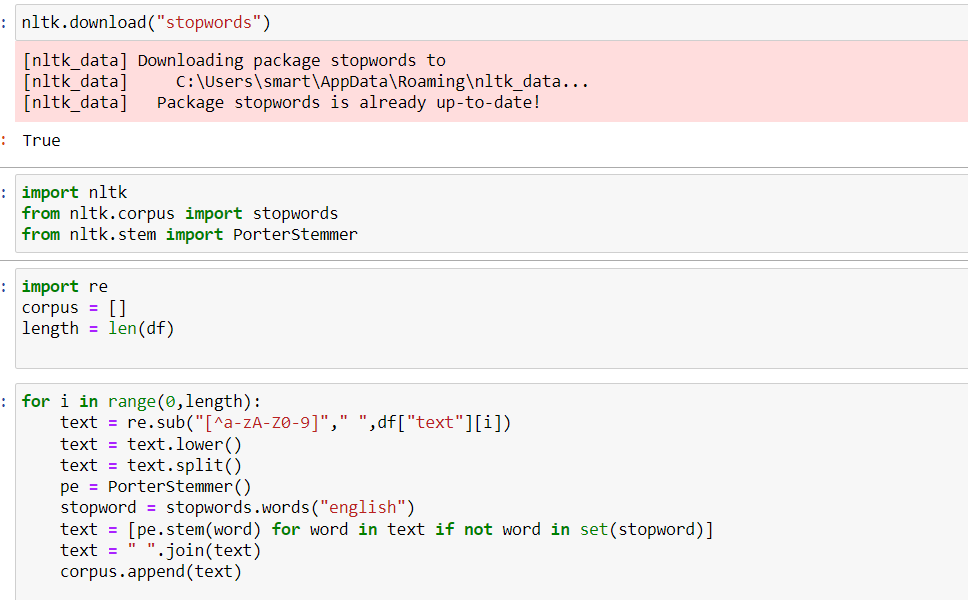 : nltk.download("stopwords")
[nltk_data] Downloading package stopwords to
[nltk_data]     C:\Users\smart\AppData\Roaming\nltk_data...
[nltk_data]   Package stopwords is already up-to-date!
: True
: import nltk
from nltk.corpus import stopwords
from nltk.stem import PorterStemmer
: import re
corpus = []
length = len(df)
: for i in range(0,length):
    text = re.sub("[^a-zA-Z0-9]"," ",df["text"][i])
    text = text.lower()
    text = text.split()
    pe = PorterStemmer()
    stopword = stopwords.words("english")
    text = [pe.stem(word) for word in text if not word in set(stopword)]
    text = " ".join(text)
    corpus.append(text)